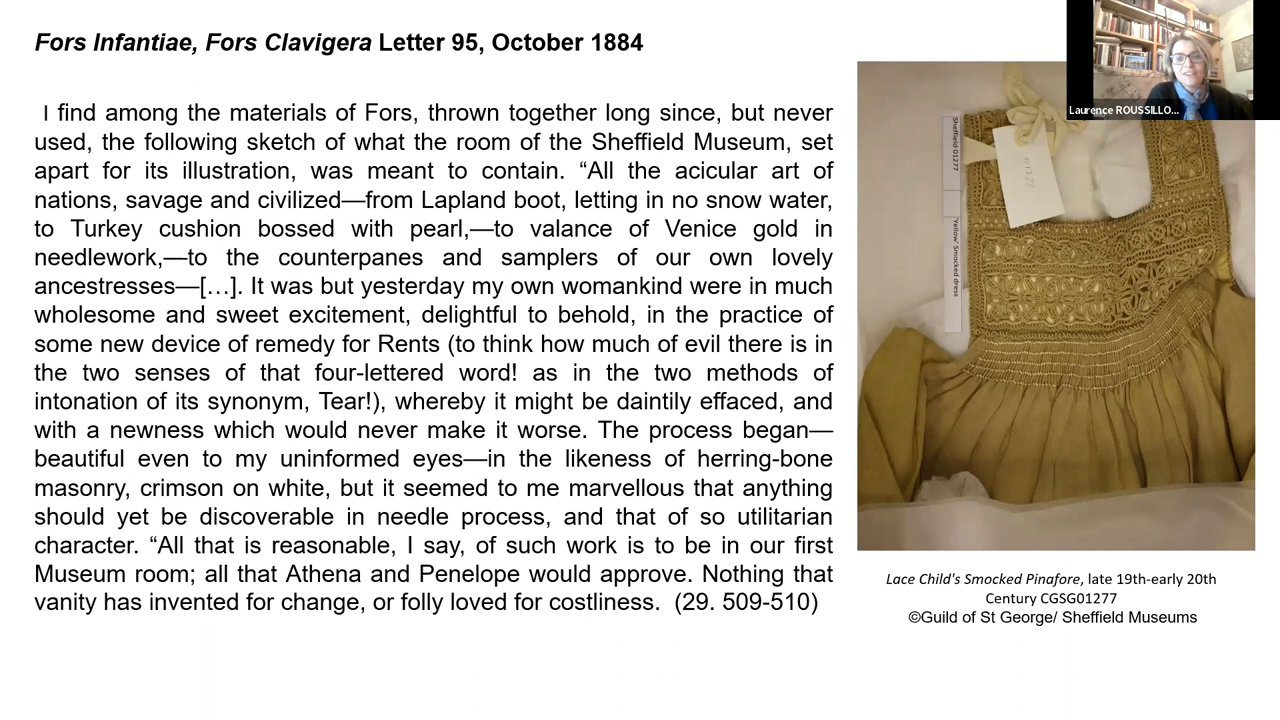 Fors Infantiae, Fors Clavigera Letter 95, October 1884
I find among the materials of Fors, thrown together long since, but never
used, the following sketch of what the room of the Sheffield Museum, set
apart for its illustration, was meant to contain. “All the acicular art of
nations, savage and civilized—from Lapland boot, letting in no snow water,
to Turkey cushion bossed with pearl,—to valance of Venice gold in
needlework,—to the counterpanes and samplers of our own lovely
ancestresses—[…]. It was but yesterday my own womankind were in much
wholesome and sweet excitement, delightful to behold, in the practice of
some new device of remedy for Rents (to think how much of evil there is in
the two senses of that four-lettered word! as in the two methods of
intonation of its synonym, Tear!), whereby it might be daintily effaced, and
with a newness which would never make it worse. The process began—
beautiful even to my uninformed eyes—in the likeness of herring-bone
masonry, crimson on white, but it seemed to me marvellous that anything
should yet be discoverable in needle process, and that of so utilitarian
character. “All that is reasonable, I say, of such work is to be in our first
Museum room; all that Athena and Penelope would approve. Nothing that
vanity has invented for change, or folly loved for costliness. (29. 509-510)
Laurence ROUSSILLO...
Sheffield 01277
'Yellow' Smocked dress
Lace Child's Smocked Pinafore, late 19th-early 20th
Century CGSG01277
©Guild of St George/ Sheffield Museums